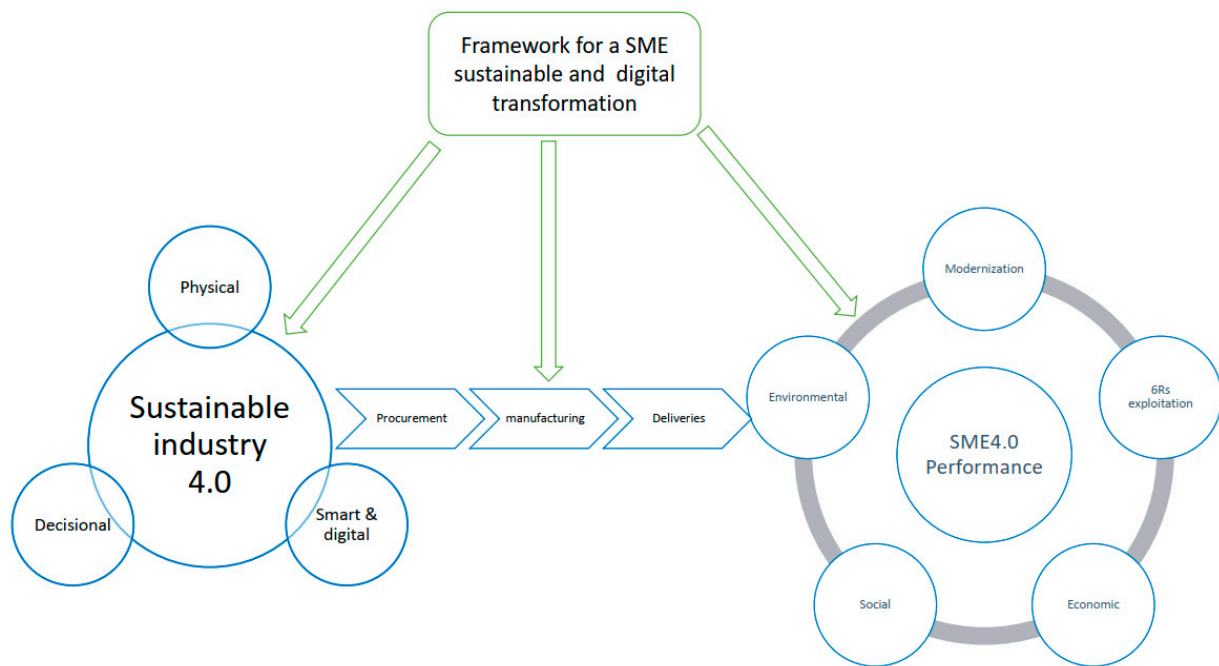 Framework for a SME
sustainable and digital
transformation
Physical
Sustainable
industry
4.0
Decisional
Smart &
digital
Procurement
manufacturing
Deliveries
Modernization
Environmental
6Rs
exploitation
SME4.0
Performance
Social
Economic